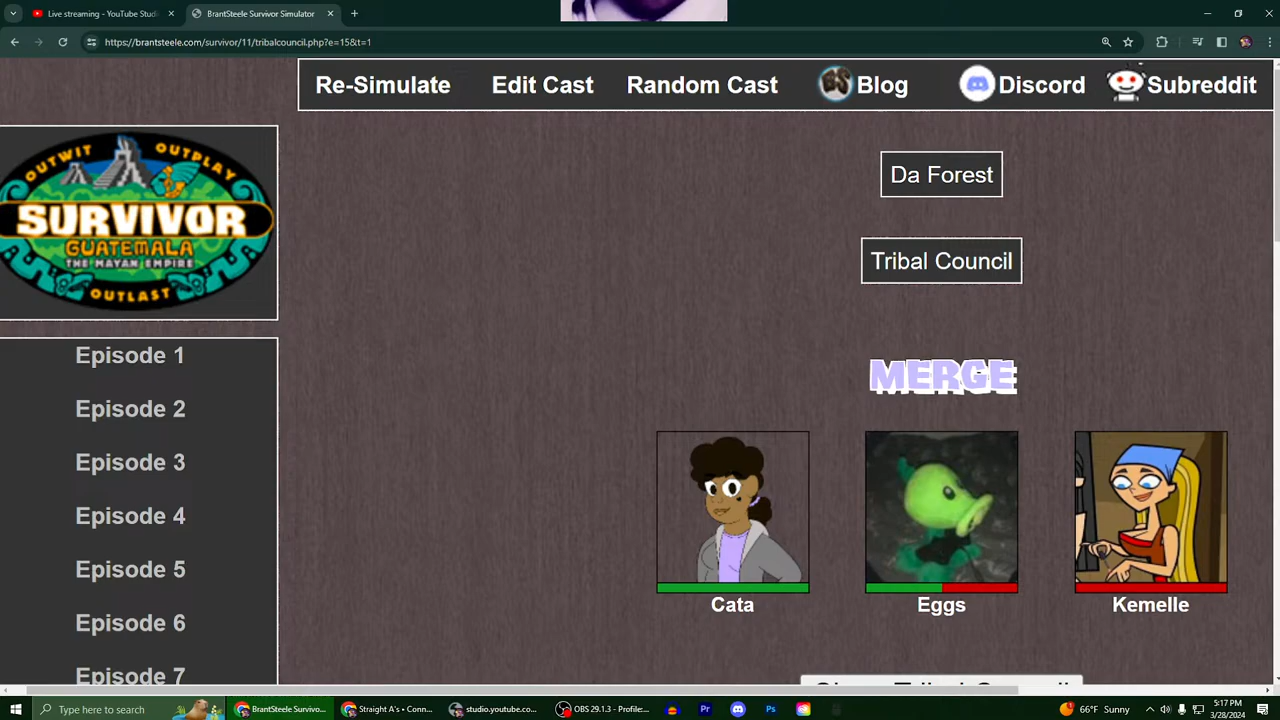 Live streaming - YouTube Studi
BrantSteele Survivor Simulator
https://brantsteele.com/survivor/11/tribalcouncil.php?e=15&t=1
Re-Simulate
Edit Cast
Random Cast
Blog
Discord
Subreddit
OUTWIT OUTPLAY
SURVIVOR
GUATEMALA
THE MAYAN EMPIRE
OUTLAST
Episode 1
Episode 2
Episode 3
Episode 4
Episode 5
Episode 6
Episode 7
Da Forest
Tribal Council
MERGE
Cata
Eggs
Kemelle
Type here to search
BrantSteele Survivo...
Straight A's • Conn...
studio.youtube.co...
OBS 29.1.3 - Profile:...
66°F Sunny
5:17 PM
3/28/2024